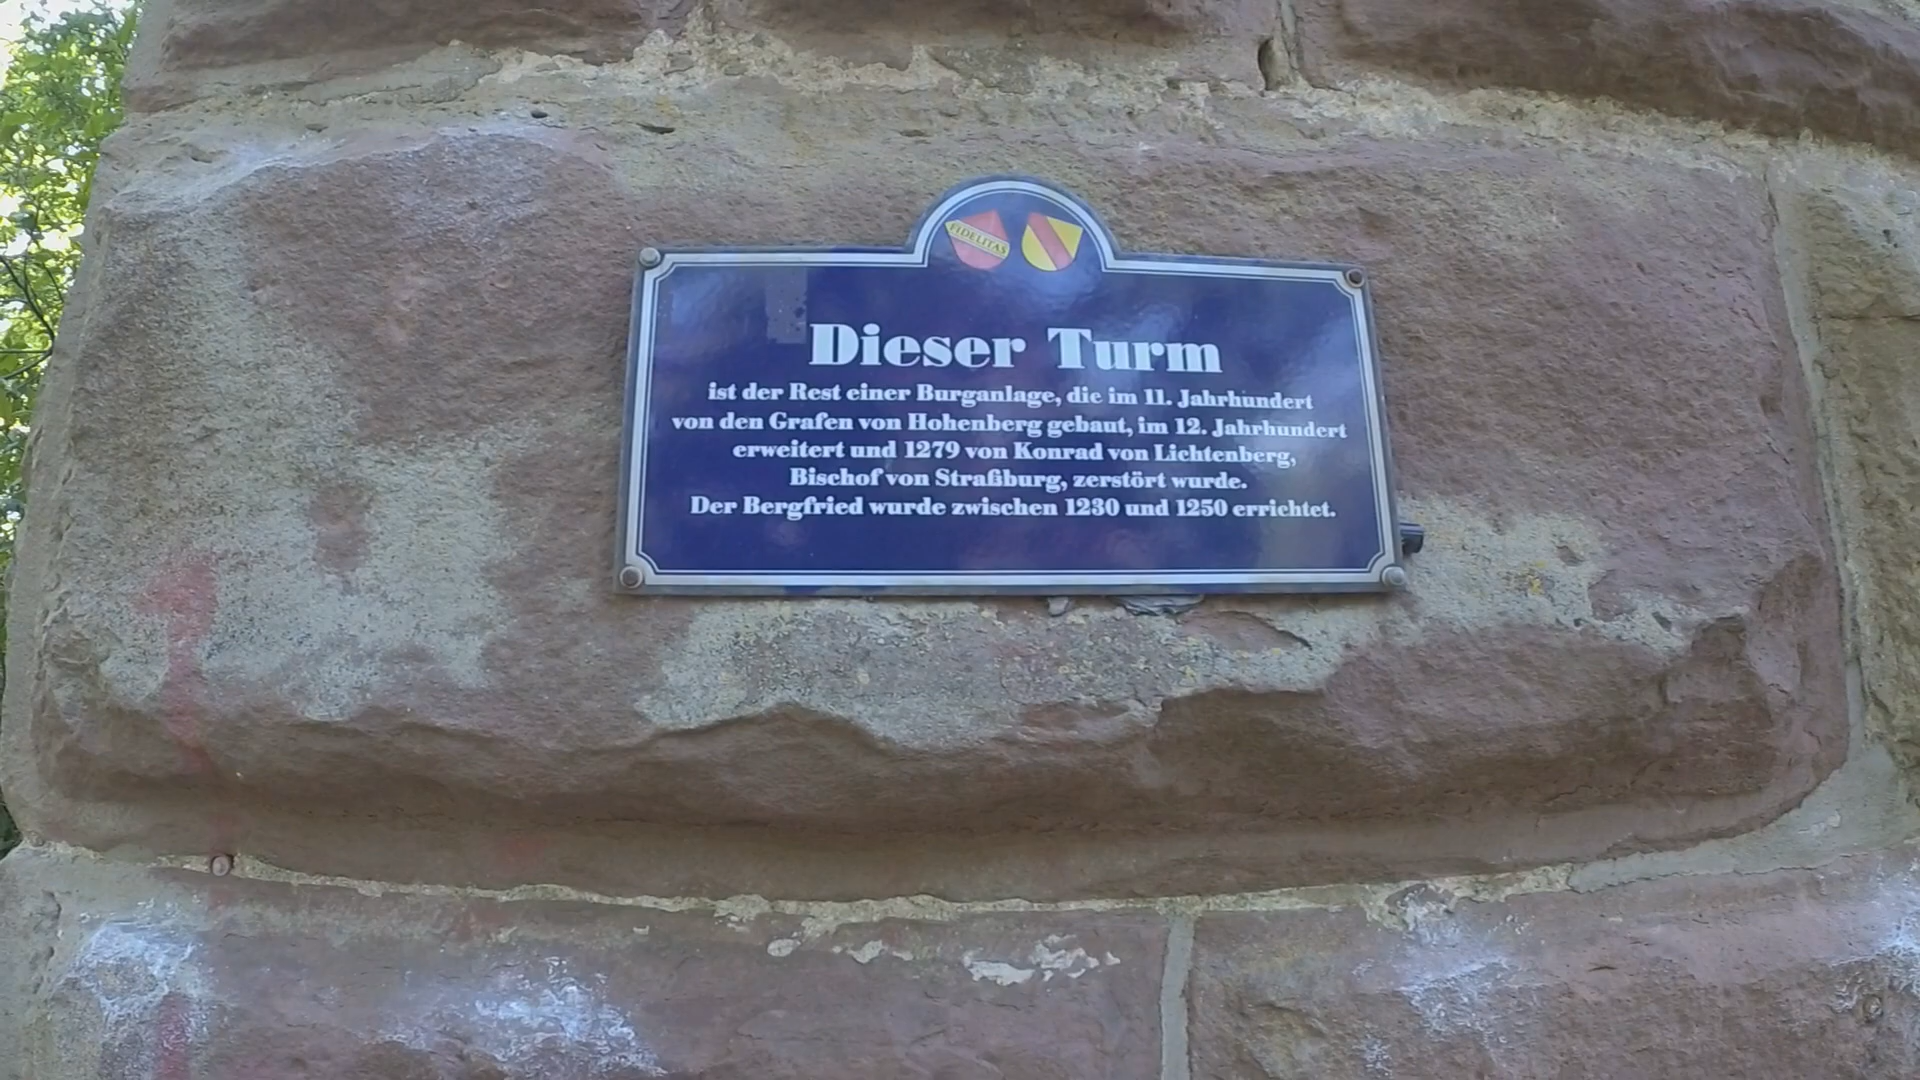 FIDELITAS
Dieser Turm
ist der Rest einer Burganlage, die im 11. Jahrhundert
von den Grafen von Hohenberg gebaut, im 12. Jahrhundert
erweitert und 1279 von Konrad von Lichtenberg,
Bischof von Straßburg, zerstört wurde.
Der Bergfried wurde zwischen 1230 und 1250 errichtet.